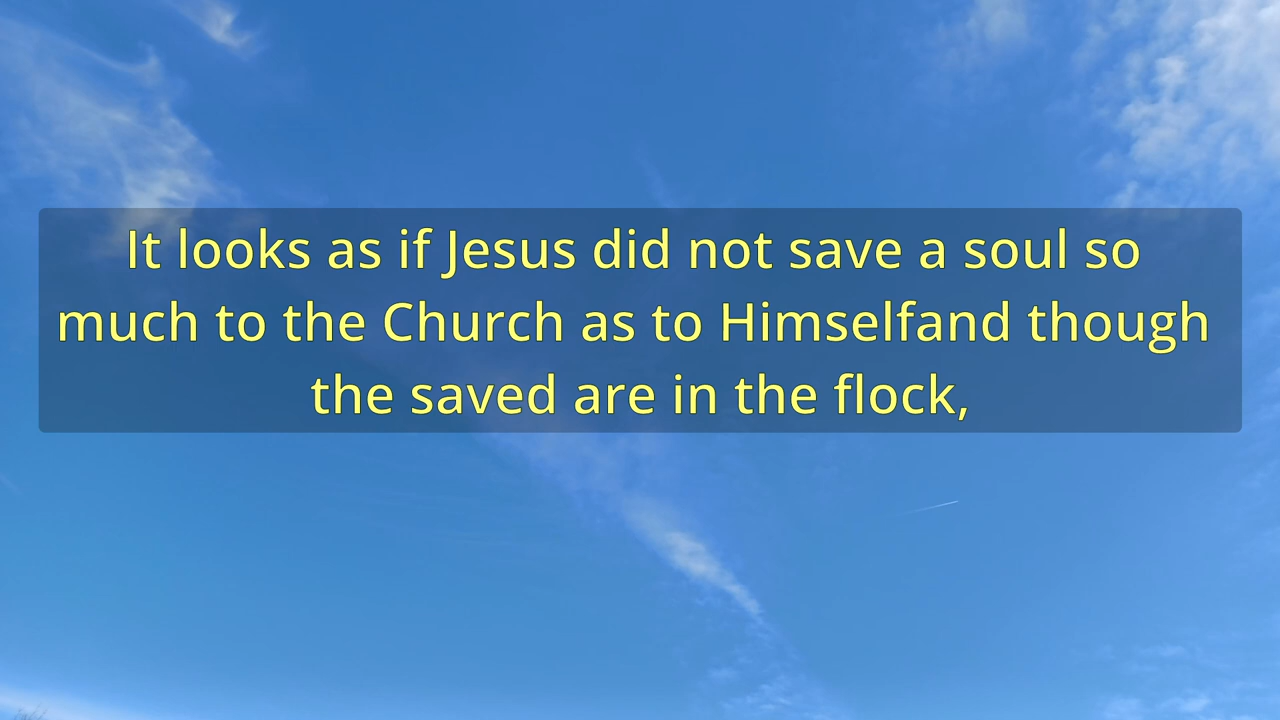 It looks as if Jesus did not save a soul so
much to the Church as to Himselfand though
the saved are in the flock,